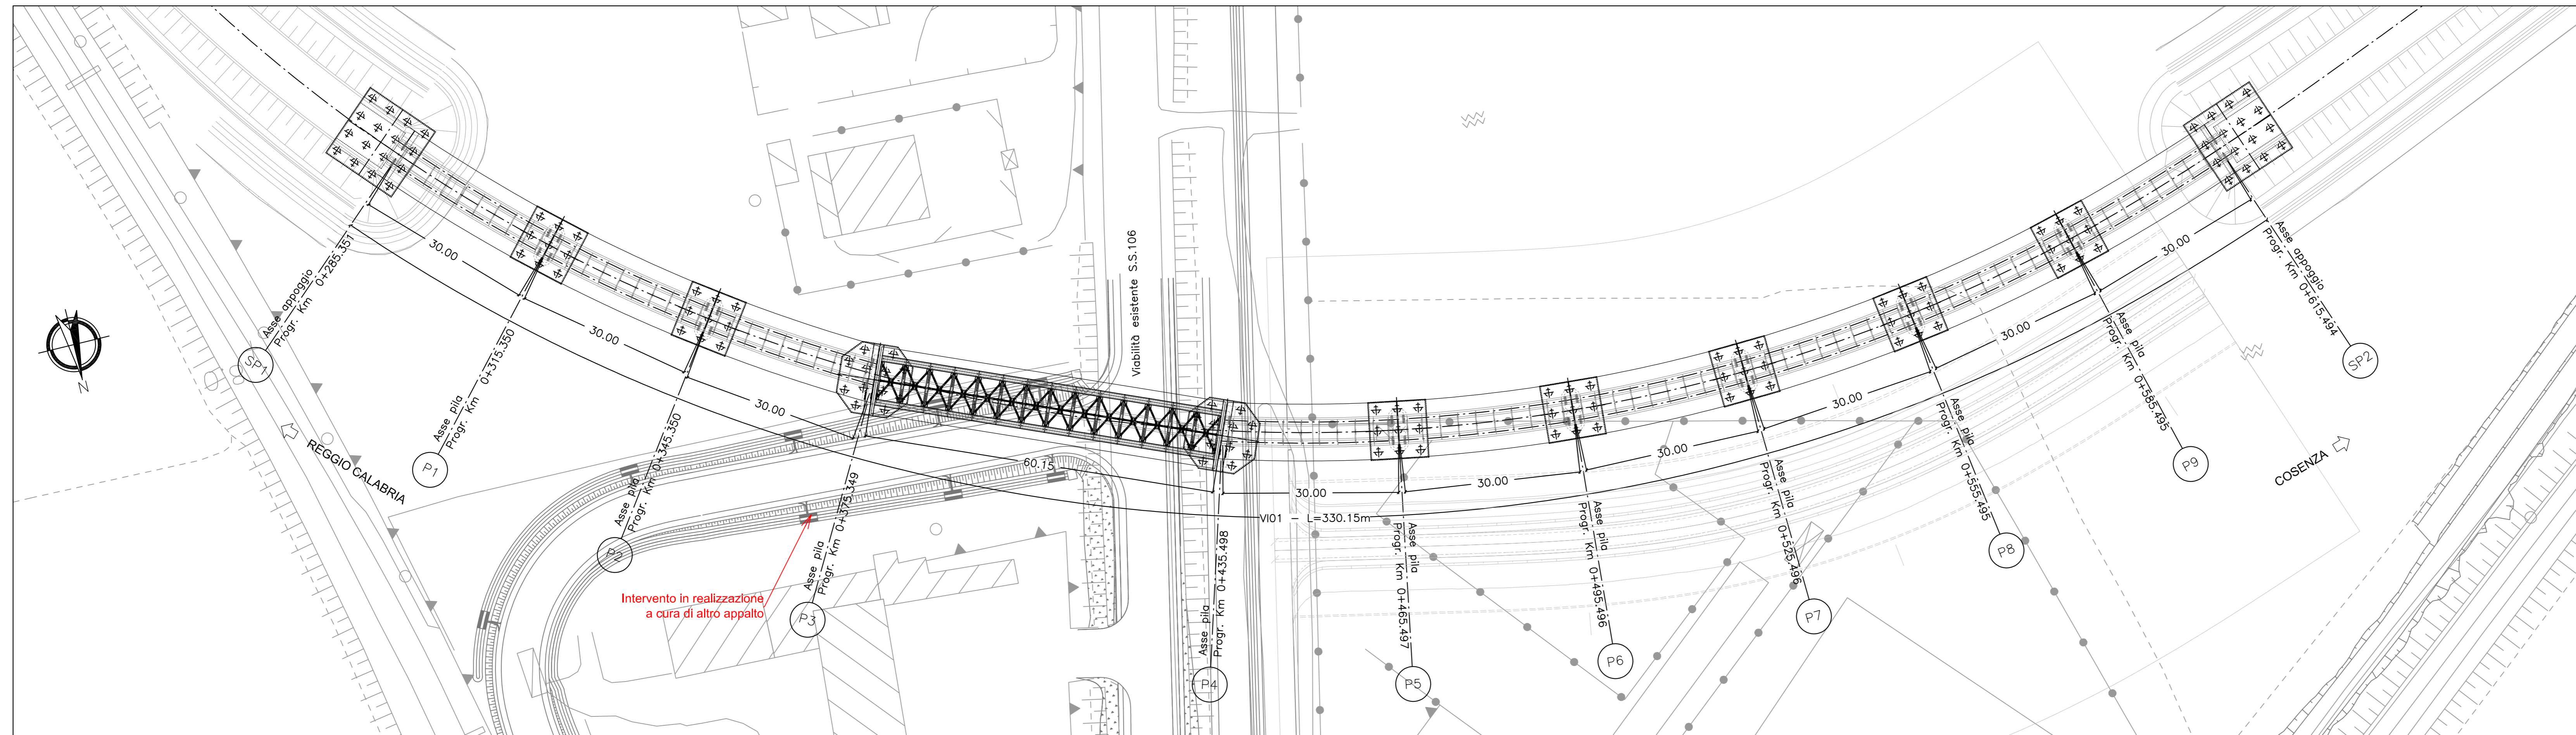 SP1
Asse appoggio
Progr. Km 0+285.351
30.00
P1
Asse pila
Progr. Km 0+315.350
30.00
P2
Asse pila
Progr. Km 0+345.350
30.00
P3
Asse pila
Progr. Km 0+375.349
60.15
P4
Asse pila
Progr. Km 0+435.498
30.00
P5
Asse pila
Progr. Km 0+465.497
30.00
P6
Asse pila
Progr. Km 0+495.496
30.00
P7
Asse pila
Progr. Km 0+525.496
30.00
P8
Asse pila
Progr. Km 0+555.495
30.00
P9
Asse pila
Progr. Km 0+585.495
30.00
SP2
Asse appoggio
Progr. Km 0+615.494
VI01 - L=330.15m
Viabilità esistente S.S.106
N
REGGIO CALABRIA
COSENZA
Intervento in realizzazione
a cura di altro appalto